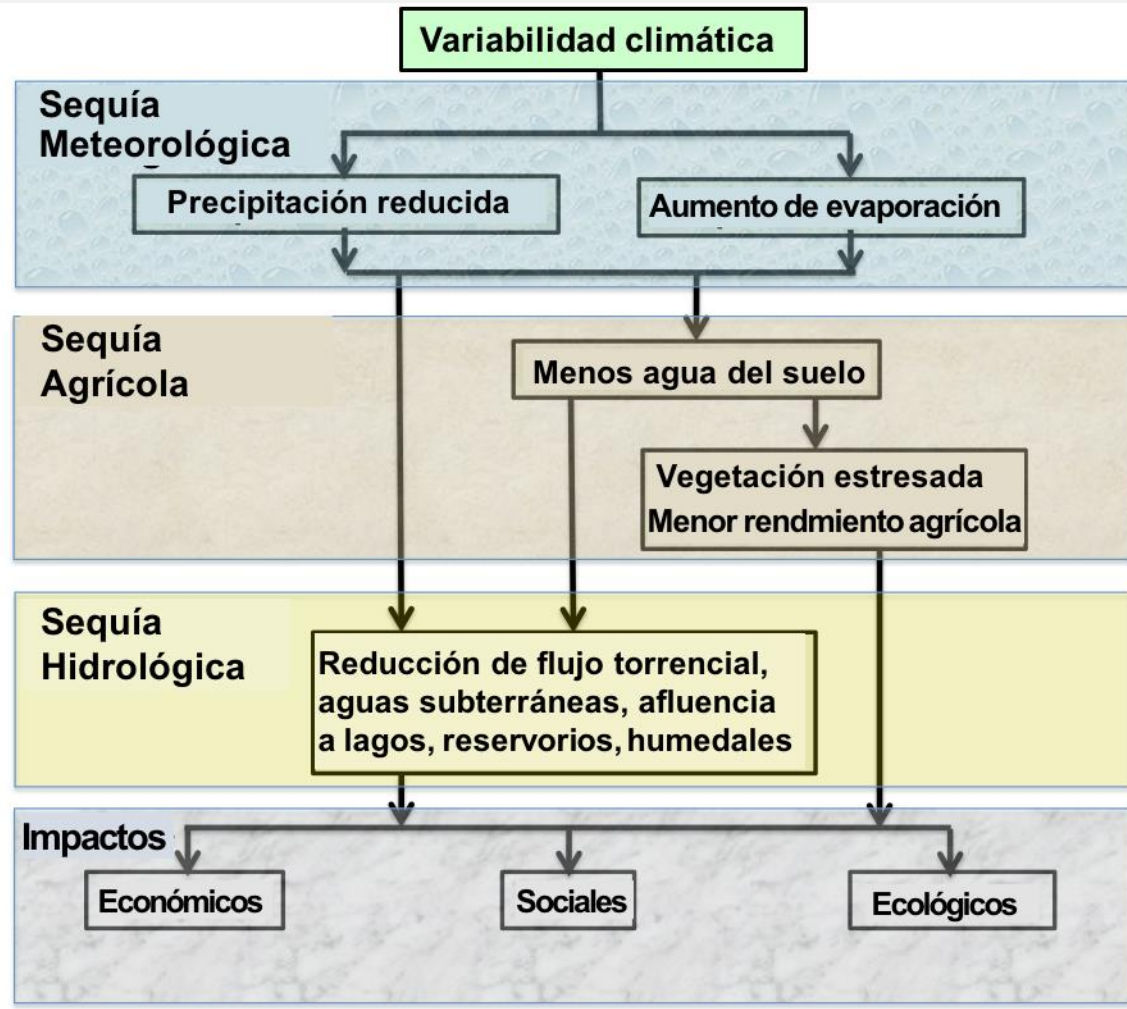 Variabilidad climática
Sequía
Meteorológica
Precipitación reducida
Aumento de evaporación
Sequía
Agrícola
Menos agua del suelo
Vegetación estresada
Menor rendmiento agrícola
Sequía
Hidrológica
Reducción de flujo torrencial,
aguas subterráneas, afluencia
a lagos, reservorios, humedales
Impactos
Económicos
Sociales
Ecológicos